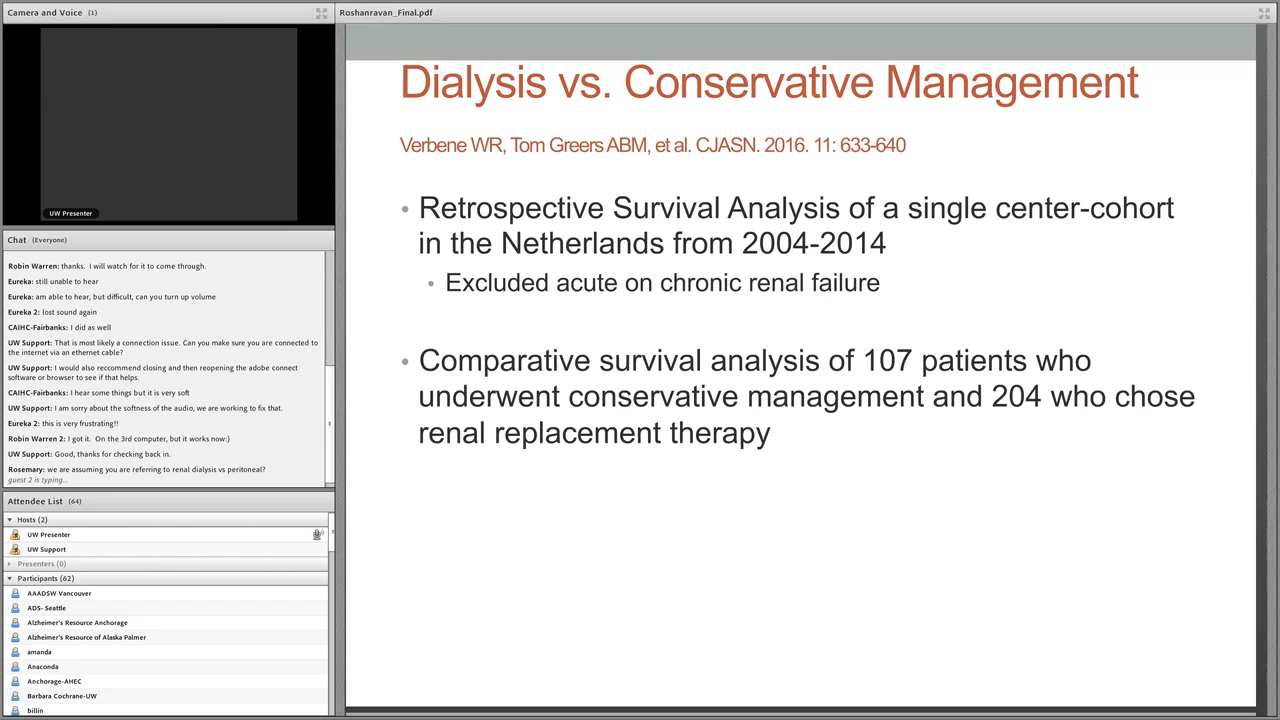 Camera and Voice (1)
UW Presenter
Chat (Everyone)
Robin Warren: thanks. I will watch for it to come through.
Eureka: still unable to hear
Eureka: am able to hear, but difficult, can you turn up volume
Eureka 2: lost sound again
CAIHC-Fairbanks: I did as well
UW Support: That is most likely a connection issue. Can you make sure you are connected to
the internet via an ethernet cable?
UW Support: I would also reccommend closing and then reopening the adobe connect
software or browser to see if that helps.
CAIHC-Fairbanks: I hear some things but it is very soft
UW Support: I am sorry about the softness of the audio, we are working to fix that.
Eureka 2: this is very frustrating!!
Robin Warren 2: I got it. On the 3rd computer, but it works now:)
UW Support: Good, thanks for checking back in.
Rosemary: we are assuming you are referring to renal dialysis vs peritoneal?
guest 2 is typing...
Attendee List (64)
Hosts (2)
UW Presenter
UW Support
Presenters (0)
Participants (62)
AAADSW Vancouver
ADS- Seattle
Alzheimer's Resource Anchorage
Alzheimer's Resource of Alaska Palmer
amanda
Anaconda
Anchorage-AHEC
Barbara Cochrane-UW
billin
Roshanravan_Final.pdf
Dialysis vs. Conservative Management
Verbene WR, Tom Greers ABM, et al. CJASN. 2016. 11: 633-640
• Retrospective Survival Analysis of a single center-cohort
in the Netherlands from 2004-2014
• Excluded acute on chronic renal failure
• Comparative survival analysis of 107 patients who
underwent conservative management and 204 who chose
renal replacement therapy